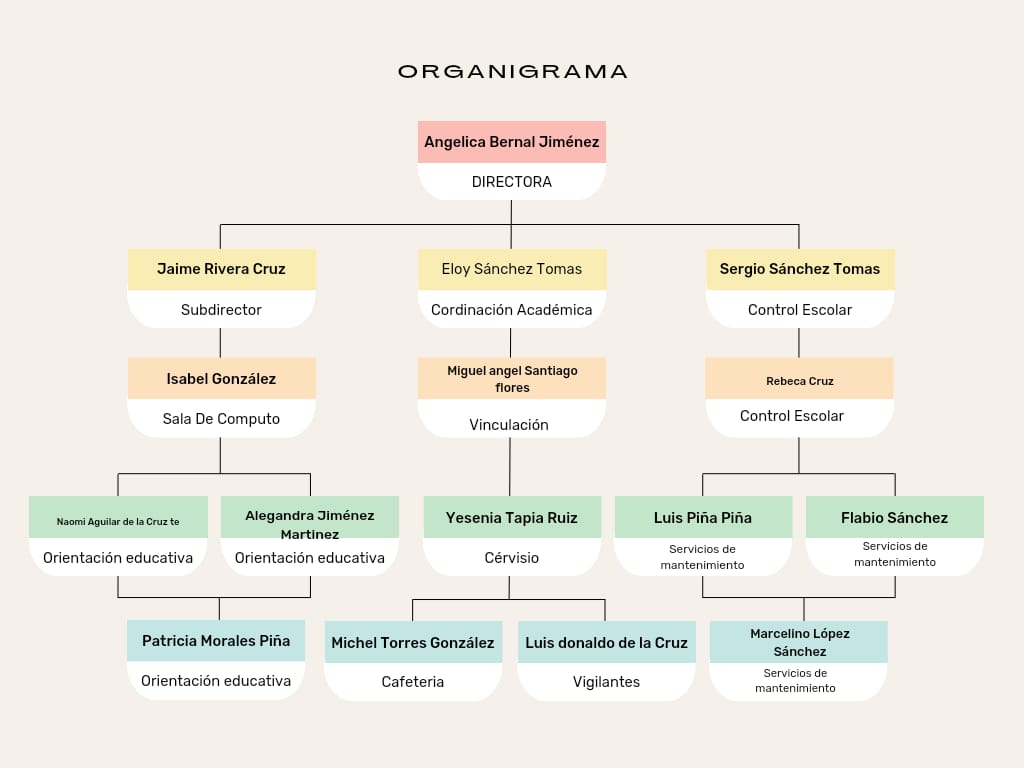 ORGANIGRAMA
Angelica Bernal Jiménez
DIRECTORA
Jaime Rivera Cruz
Subdirector
Eloy Sánchez Tomas
Cordinación Académica
Sergio Sánchez Tomas
Control Escolar
Isabel González
Sala De Computo
Miguel angel Santiago
flores
Vinculación
Rebeca Cruz
Control Escolar
Naomi Aguilar de la Cruz te
Orientación educativa
Alegandra Jiménez
Martinez
Orientación educativa
Yesenia Tapia Ruiz
Cérvisio
Luis Piña Piña
Servicios de
mantenimiento
Flabio Sánchez
Servicios de
mantenimiento
Patricia Morales Piña
Orientación educativa
Michel Torres González
Cafeteria
Luis donaldo de la Cruz
Vigilantes
Marcelino López
Sánchez
Servicios de
mantenimiento